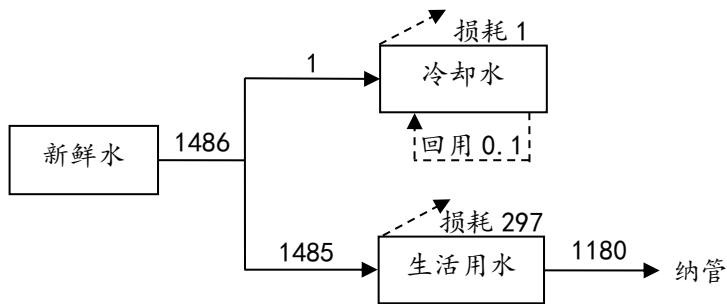 损耗 1
1
冷却水
新鲜水
1486
回用 0.1
损耗 297
1485
生活用水
1180
纳管